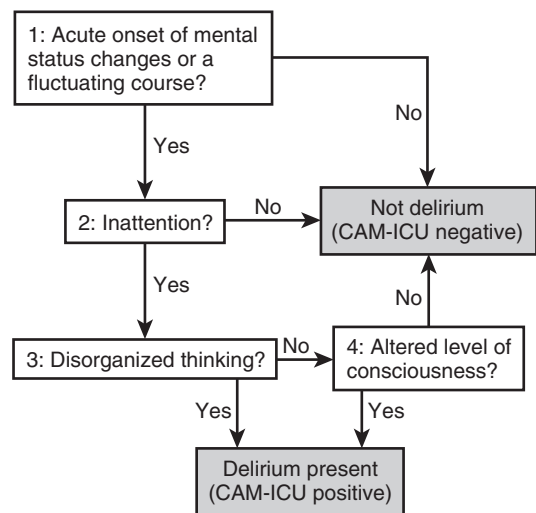 1: Acute onset of mental
status changes or a
fluctuating course?
No
Yes
2: Inattention?
No
Not delirium
(CAM-ICU negative)
Yes
No
3: Disorganized thinking?
No
4: Altered level of
consciousness?
Yes
Yes
Delirium present
(CAM-ICU positive)